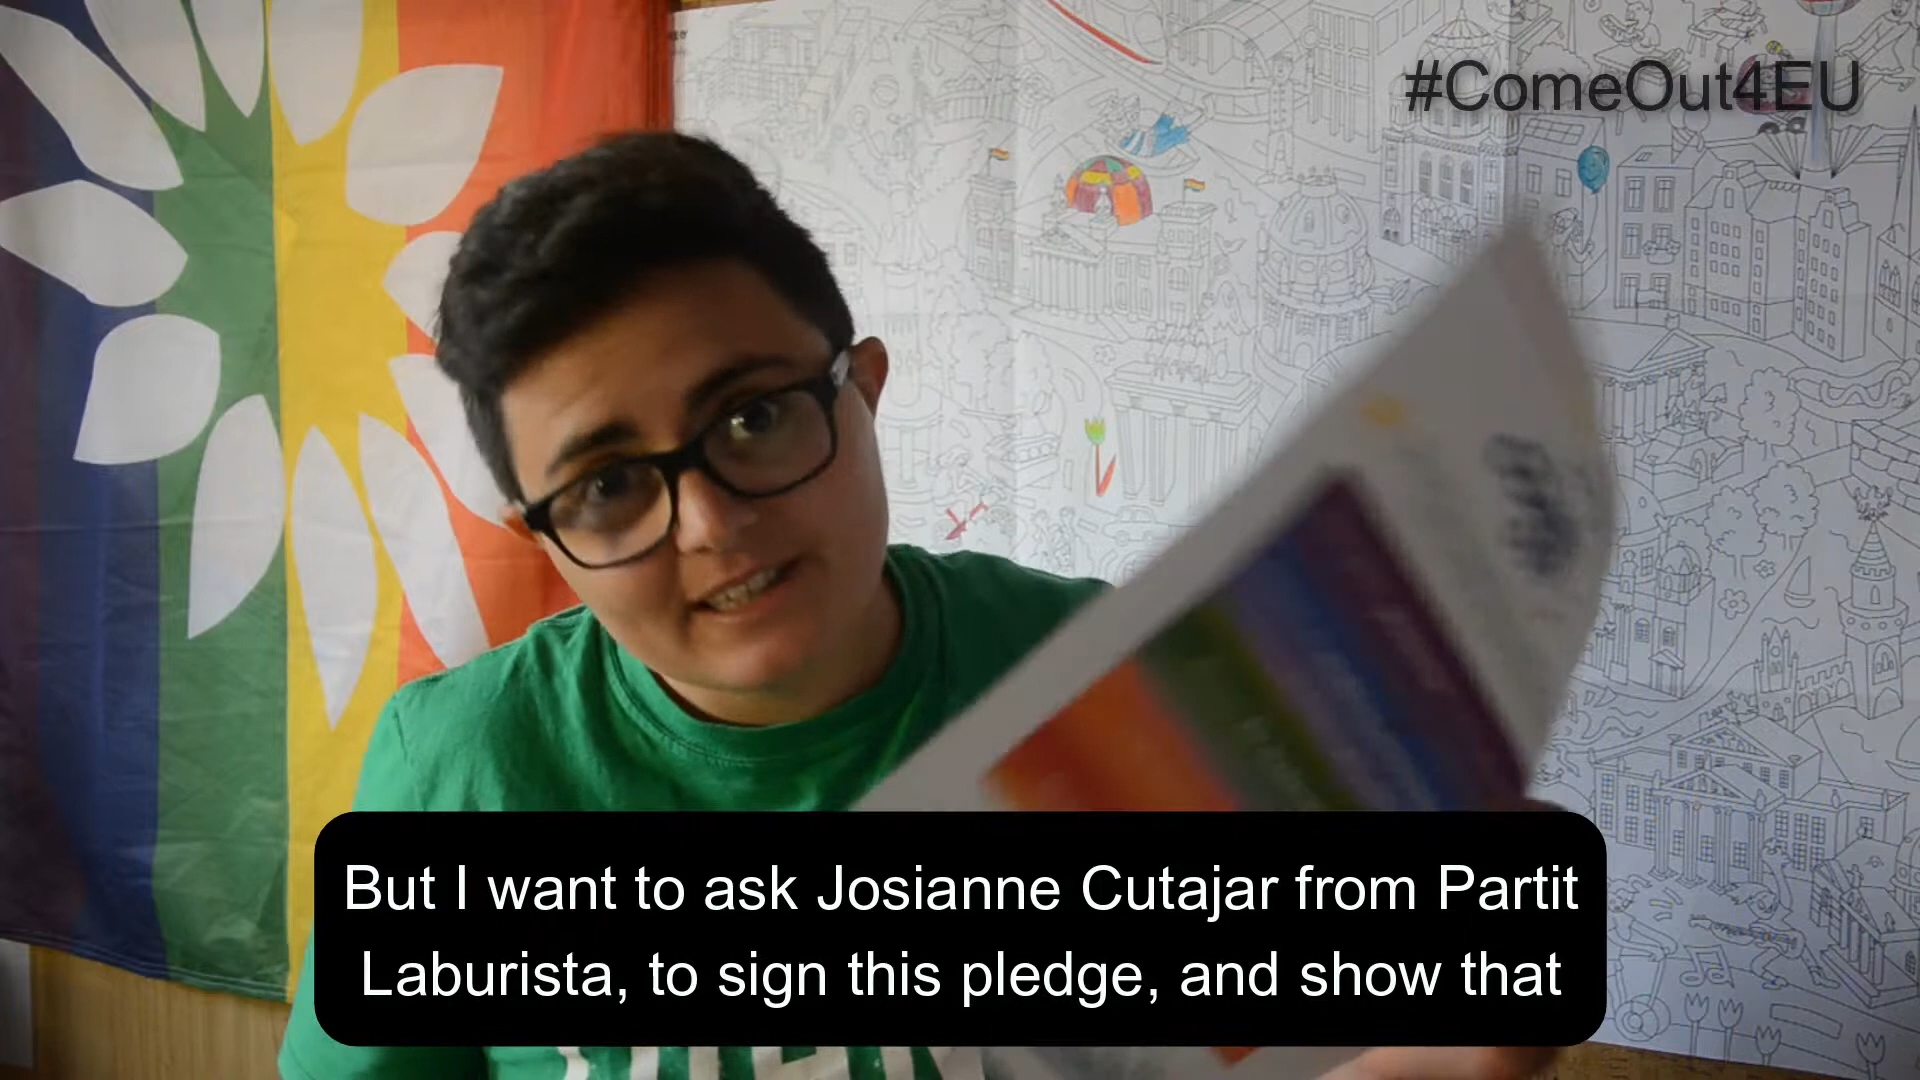 #ComeOut4EU
But I want to ask Josianne Cutajar from Partit
Laburista, to sign this pledge, and show that